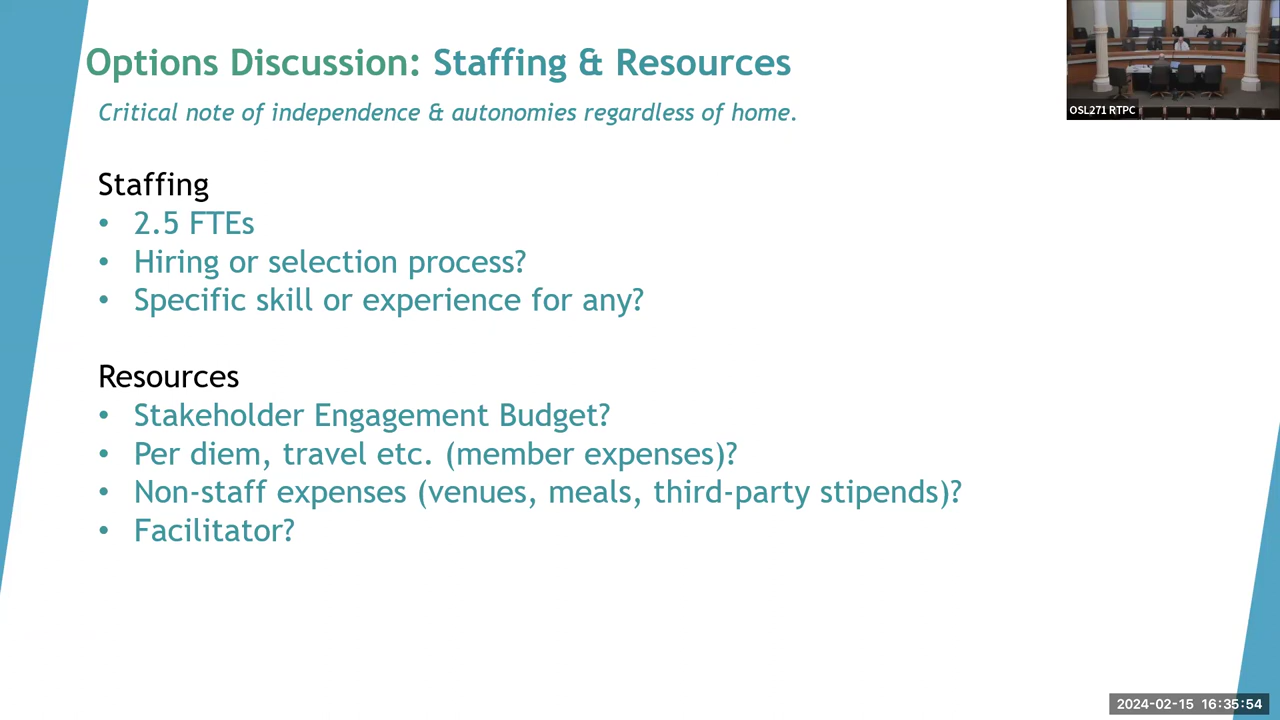 Options Discussion: Staffing & Resources
Critical note of independence & autonomies regardless of home.
OSL271 RTPC
Staffing
• 2.5 FTEs
• Hiring or selection process?
• Specific skill or experience for any?
Resources
• Stakeholder Engagement Budget?
• Per diem, travel etc. (member expenses)?
• Non-staff expenses (venues, meals, third-party stipends)?
• Facilitator?
2024-02-15 16:35:54